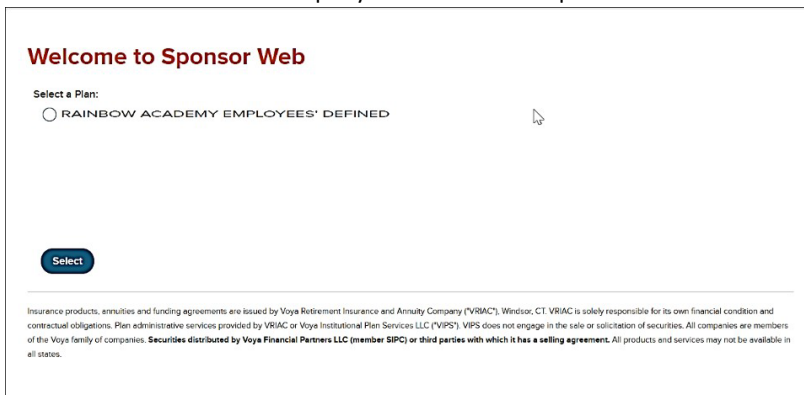 Welcome to Sponsor Web
Select a Plan:
RAINBOW ACADEMY EMPLOYEES' DEFINED
Select
Insurance products, annuities and funding agreements are issued by Voya Retirement Insurance and Annuity Company ("VRIAC"), Windsor, CT. VRIAC is solely responsible for its own financial condition and
contractual obligations. Plan administrative services provided by VRIAC or Voya Institutional Plan Services LLC ("VIPS"). VIPS does not engage in the sale or solicitation of securities. All companies are members
of the Voya family of companies. Securities distributed by Voya Financial Partners LLC (member SIPC) or third parties with which it has a selling agreement. All products and services may not be available in
all states.